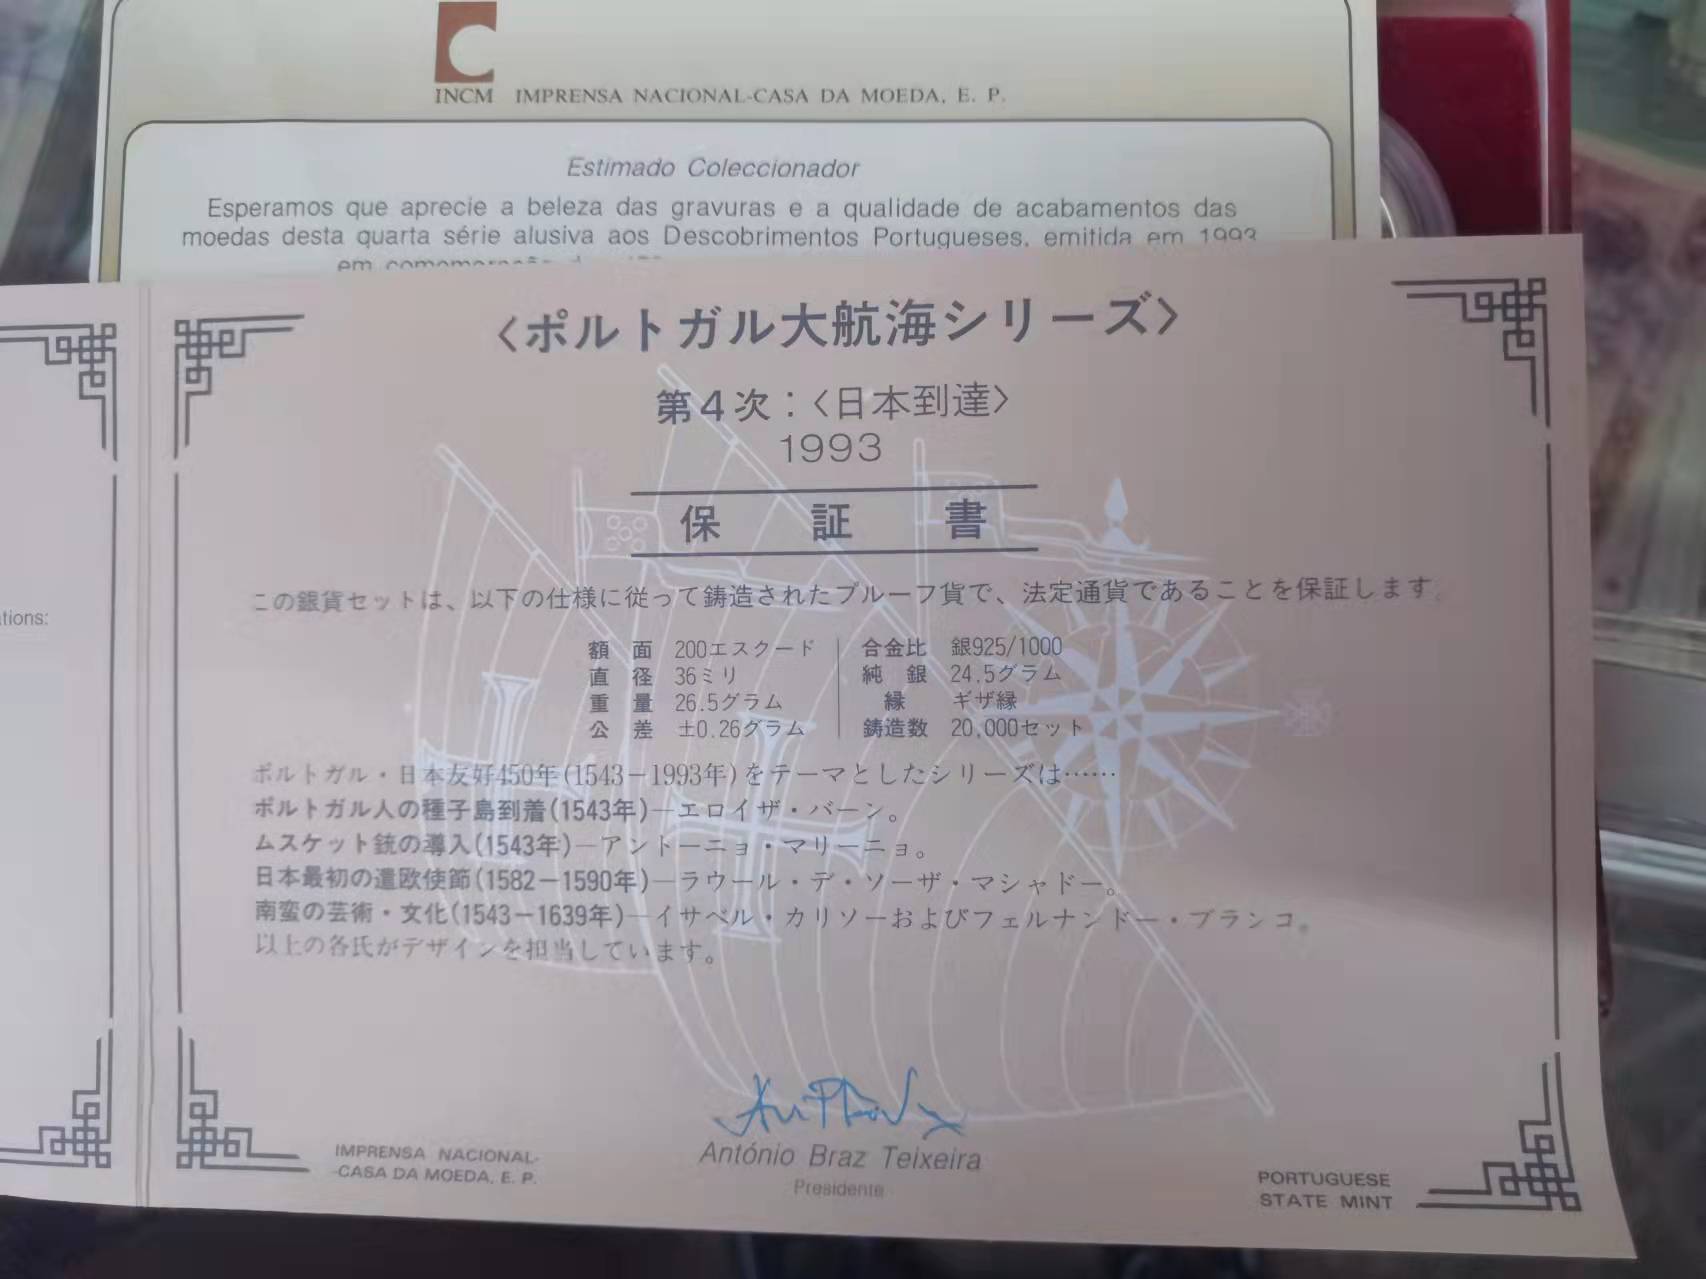 INCM IMPRENSA NACIONAL-CASA DA MOEDA, E. P.
Estimado Coleccionador
Esperamos que aprecie a beleza das gravuras e a qualidade de acabamentos das
moedas desta quarta série alusiva aos Descobrimentos Portugueses, emitida em 1993
em
〈ポルトガル大航海シリーズ〉
第4次：〈日本到達〉
1993
保証書
この銀貨セットは、以下の仕様に従って鋳造されたプルーフ貨で、法定通貨であることを保証します。
額面 200エスクード 合金比 銀925/1000
直径 36ミリ 純銀 24.5グラム
重量 26.5グラム 縁 ギザ縁
公差 ±0.26グラム 鋳造数 20,000セット
ポルトガル・日本友好450年(1543－1993年)をテーマとしたシリーズは……
ポルトガル人の種子島到着(1543年)―エロイザ・バーン。
ムスケット銃の導入(1543年)―アントーニョ・マリーニョ。
日本最初の遣欧使節(1582－1590年)―ラウール・デ・ソーザ・マシャドー。
南蛮の芸術・文化(1543－1639年)―イサベル・カリソーおよびフェルナンドー・ブランコ。
以上の各氏がデザインを担当しています。
António Braz Teixeira
Presidente
IMPRENSA NACIONAL-
-CASA DA MOEDA, E. P.
PORTUGUESE
STATE MINT
tions: